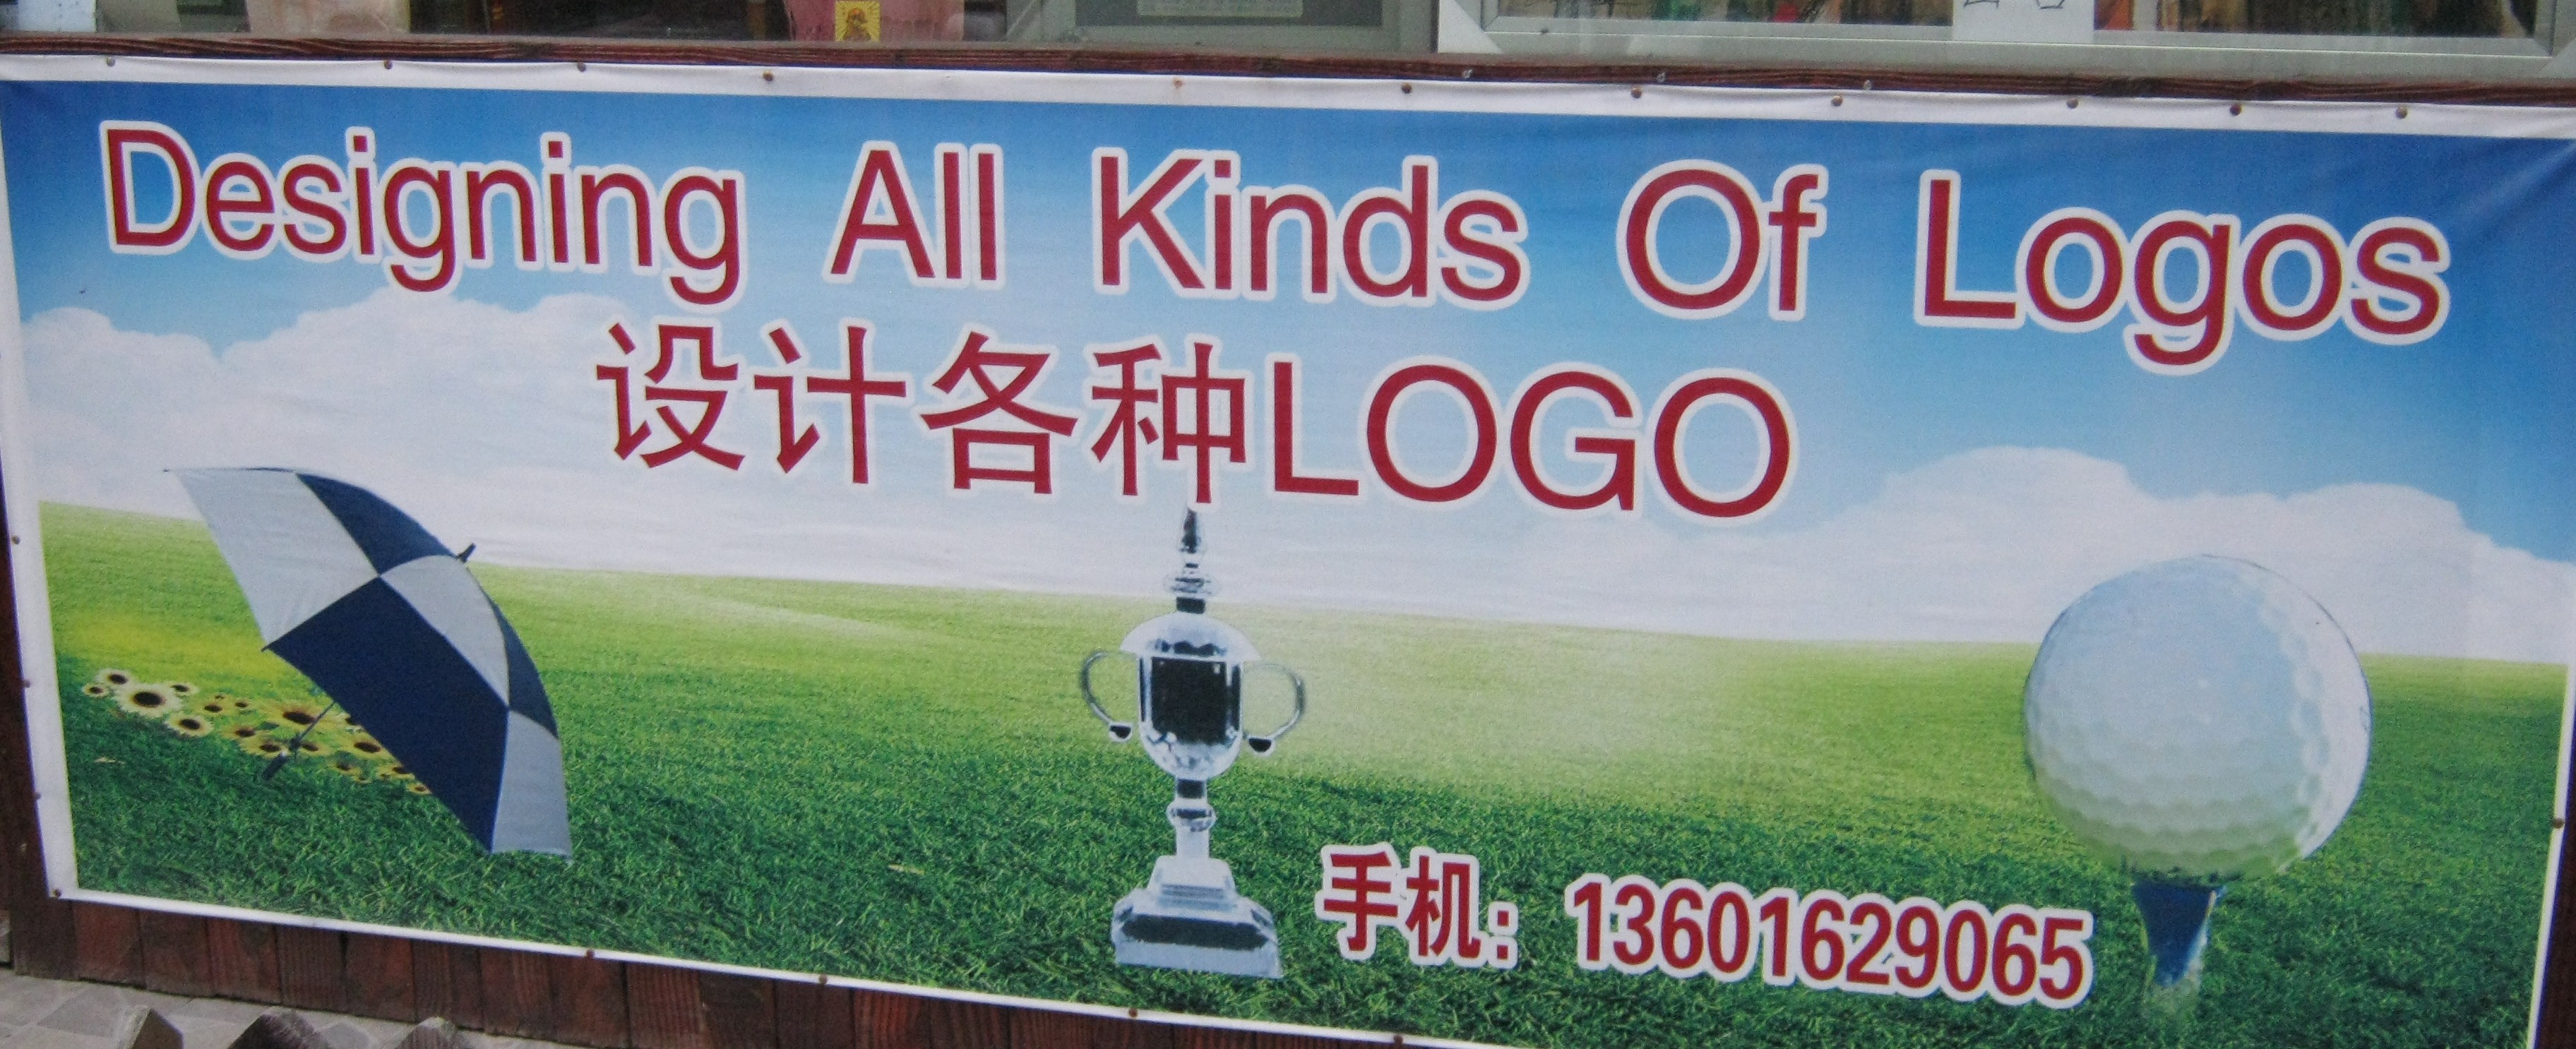 Designing All Kinds Of Logos
设计各种LOGO
手机：13601629065